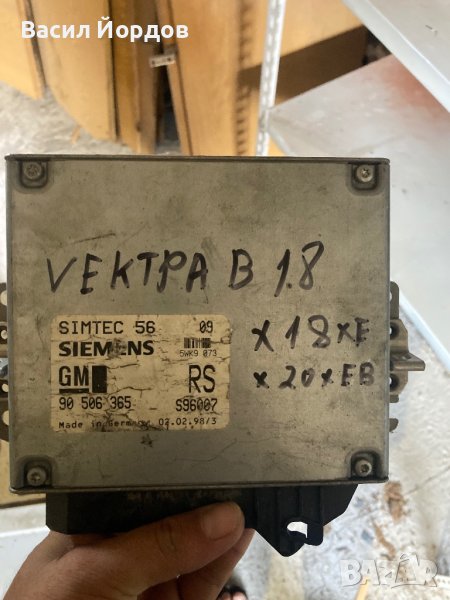 Васил Йордов
VEKTPA B 1.8
SIMTEC 56 09
SIEMENS
5WK9 073
GM RS
90 506 365 S96007
Made in Germany 02.02.98/3
x18xE
x20xEB
Bazar